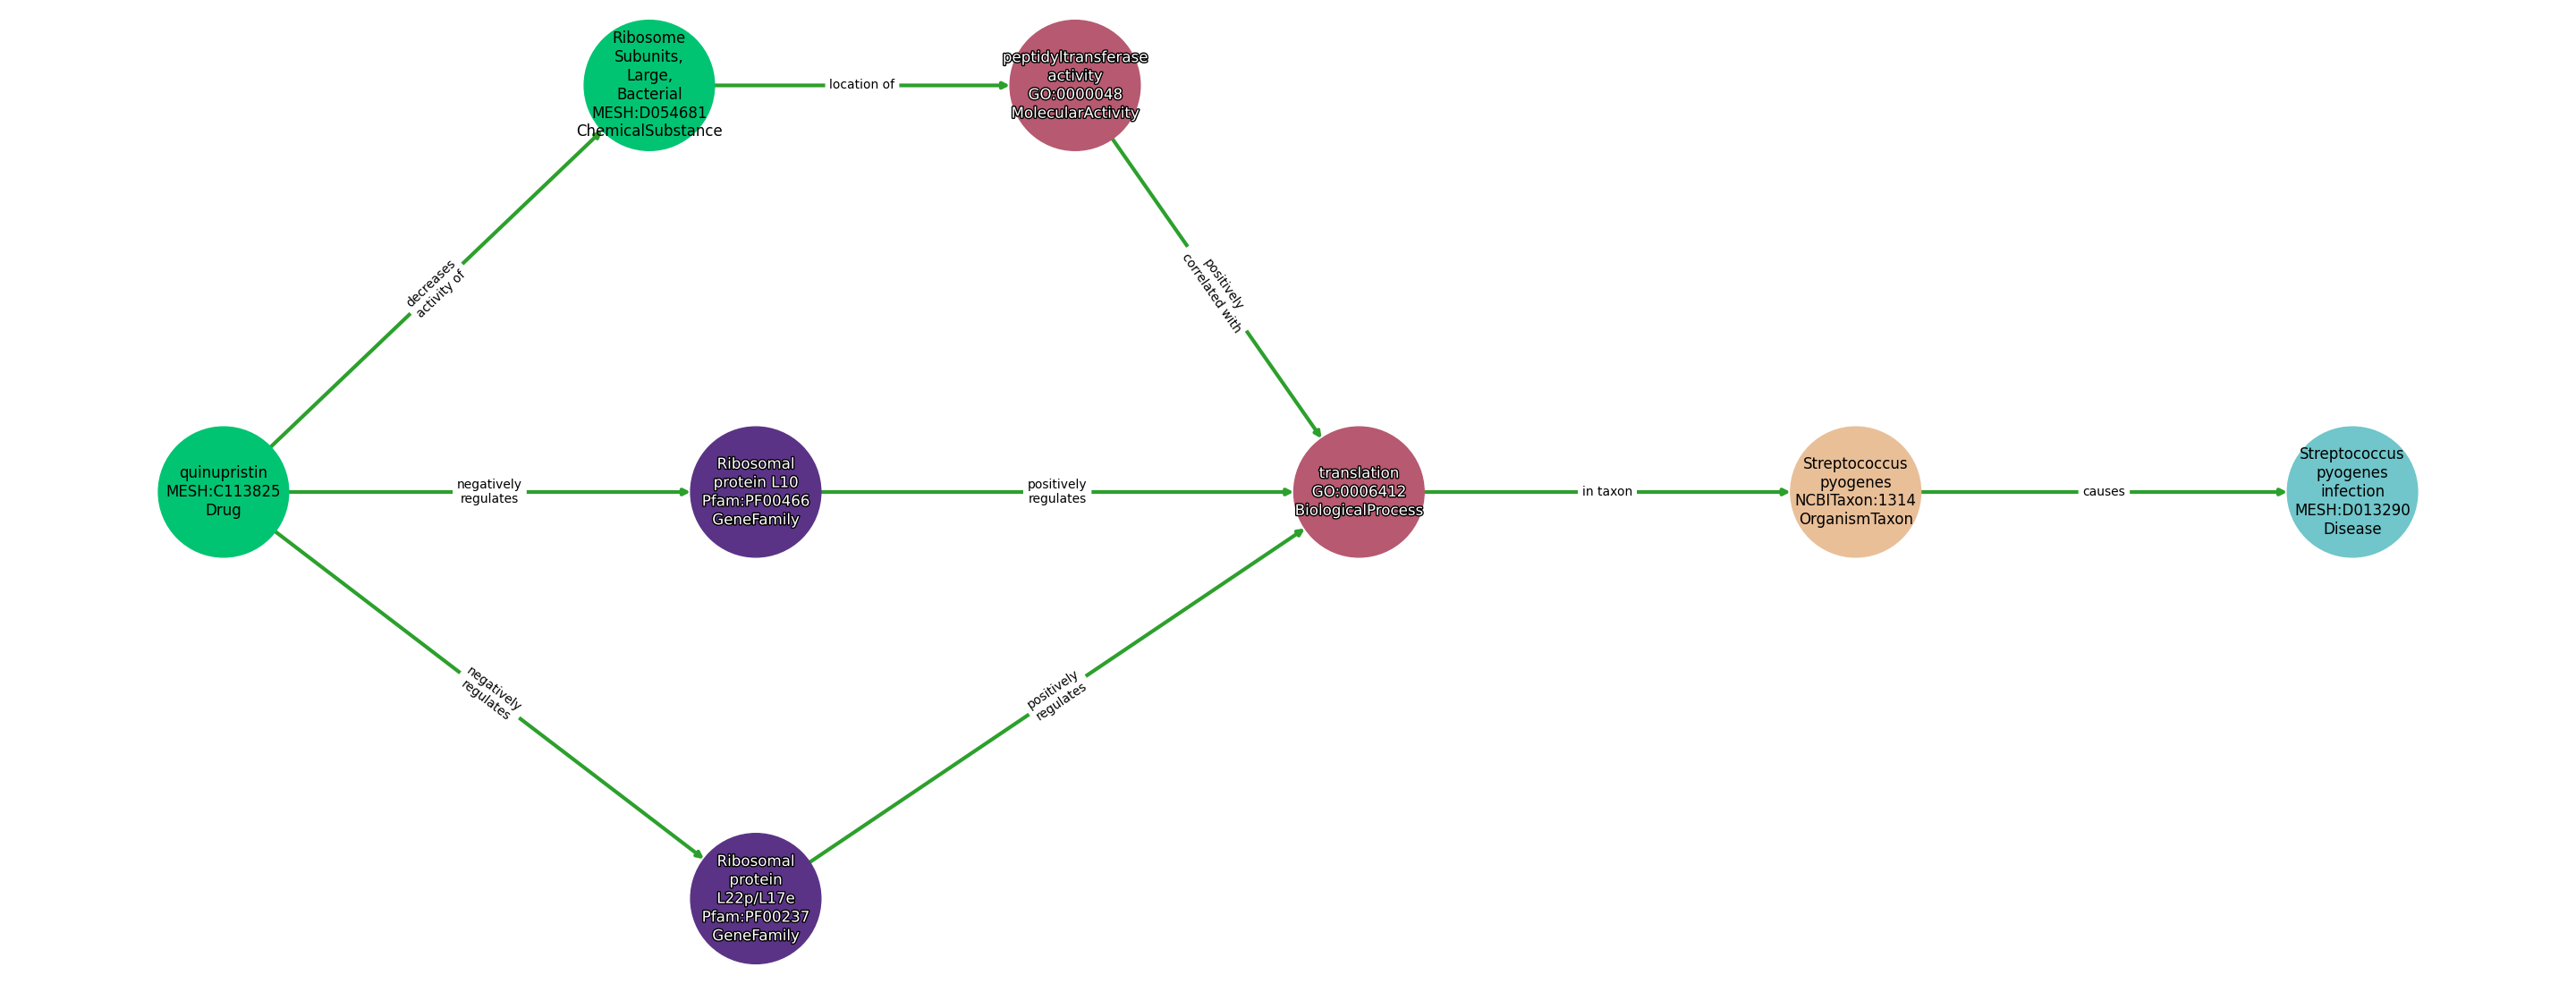 Ribosome
Subunits,
Large,
Bacterial
MESH:D054681
ChemicalSubstance
location of
peptidyltransferase
activity
GO:0000048
MolecularActivity
decreases
activity of
positively
correlated with
quinupristin
MESH:C113825
Drug
negatively
regulates
Ribosomal
protein L10
Pfam:PF00466
GeneFamily
positively
regulates
translation
GO:0006412
BiologicalProcess
in taxon
Streptococcus
pyogenes
NCBITaxon:1314
OrganismTaxon
causes
Streptococcus
pyogenes
infection
MESH:D013290
Disease
negatively
regulates
positively
regulates
Ribosomal
protein
L22p/L17e
Pfam:PF00237
GeneFamily